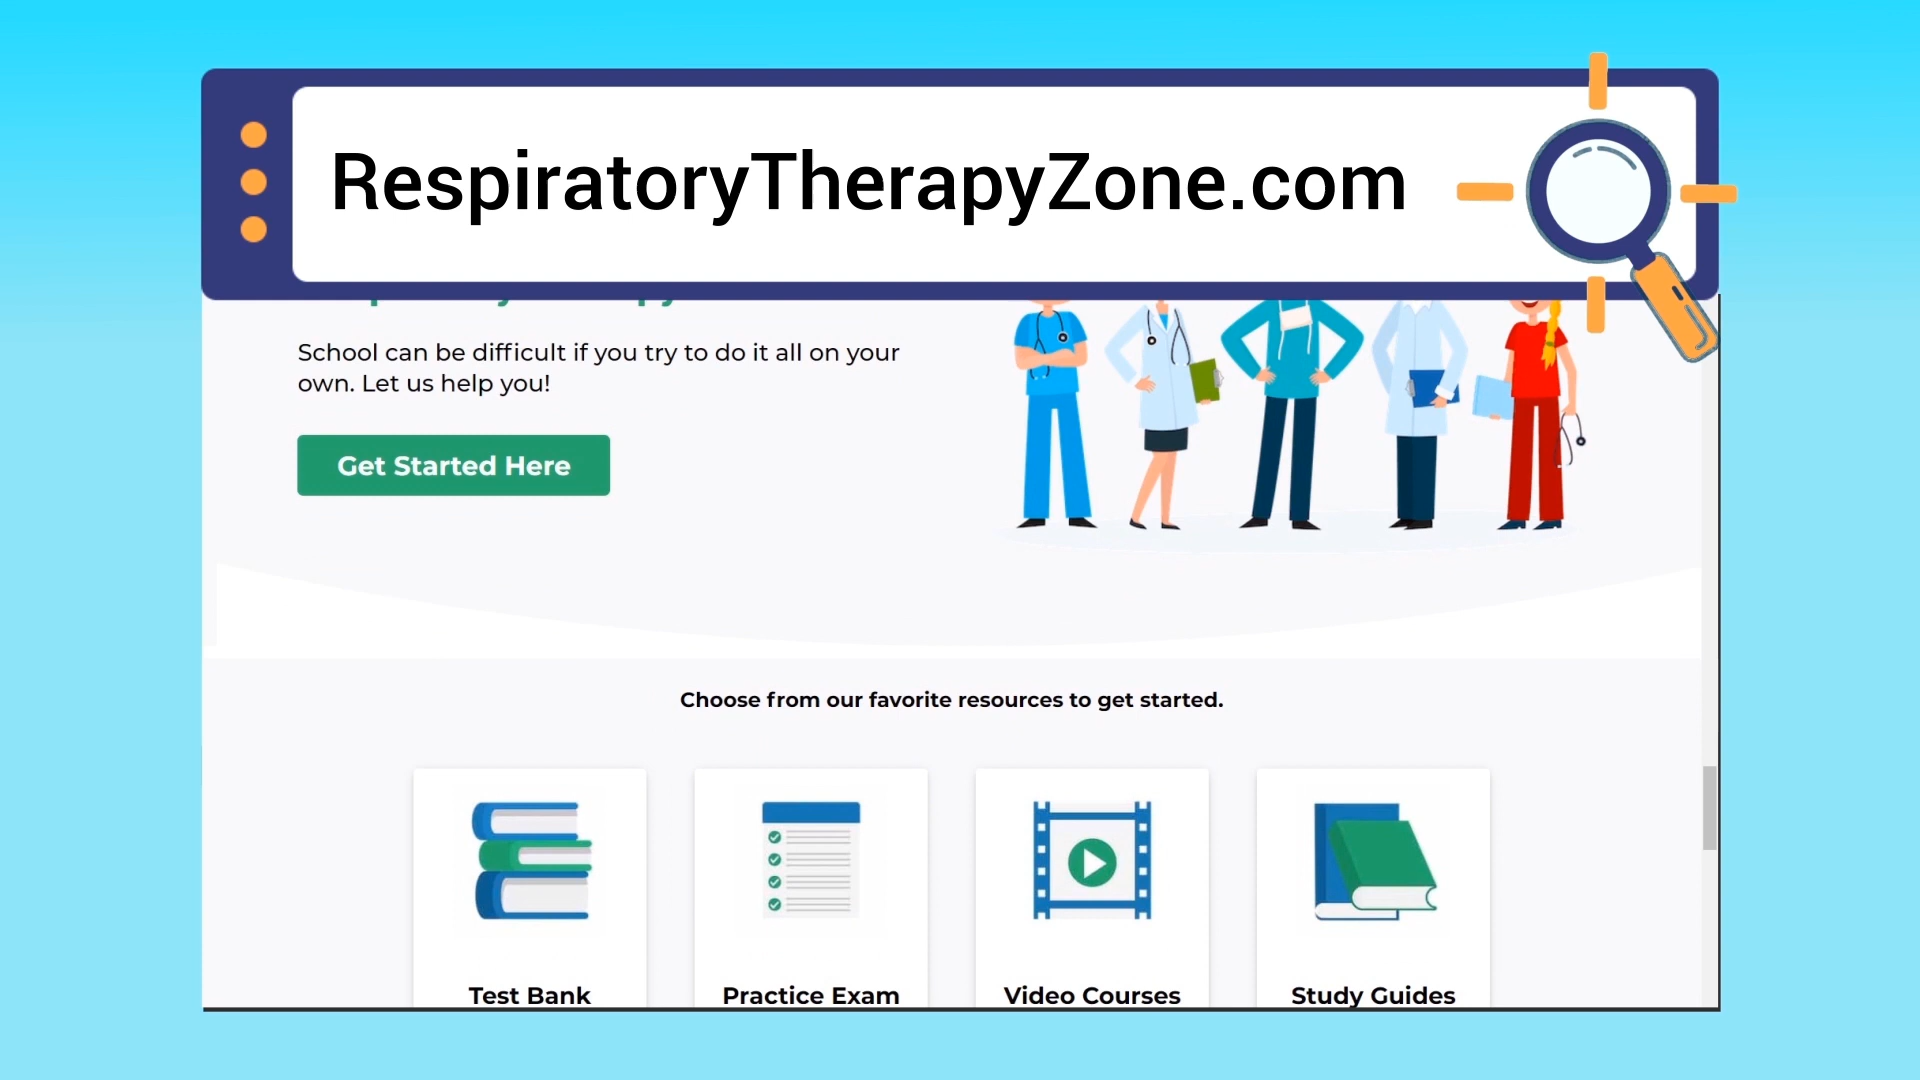 RespiratoryTherapyZone.com
School can be difficult if you try to do it all on your
own. Let us help you!
Get Started Here
Choose from our favorite resources to get started.
Test Bank
Practice Exam
Video Courses
Study Guides